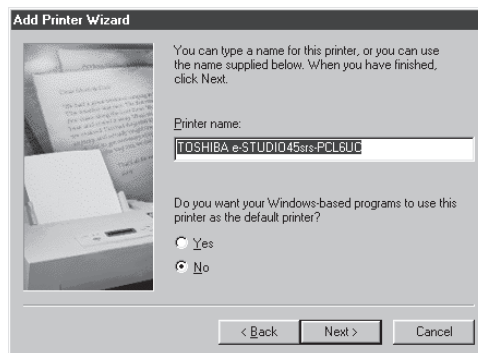 Add Printer Wizard
You can type a name for this printer, or you can use
the name supplied below. When you have finished,
click Next.
Printer name:
TOSHIBA e-STUDIO45srs-PCL6UC
Do you want your Windows-based programs to use this
printer as the default printer?
Yes
No
< Back
Next >
Cancel